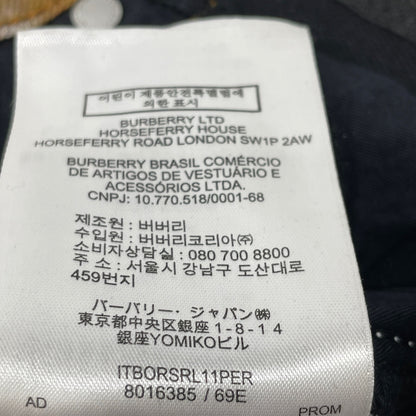 어린이제품안전특별법에
의한 표시
BURBERRY LTD
HORSEFERRY HOUSE
HORSEFERRY ROAD LONDON SW1P 2AW
BURBERRY BRASIL COMÉRCIO
DE ARTIGOS DE VESTUÁRIO E
ACESSÓRIOS LTDA.
CNPJ: 10.770.518/0001-68
제조원 : 버버리
수입원 : 버버리코리아㈜
소비자상담실 : 080 700 8800
주 소 : 서울시 강남구 도산대로
459번지
バーバリー・ジャパン㈱
東京都中央区銀座 1-8-14
銀座YOMIKOビル
ITBORSRL11PER
8016385 / 69E
AD PROM